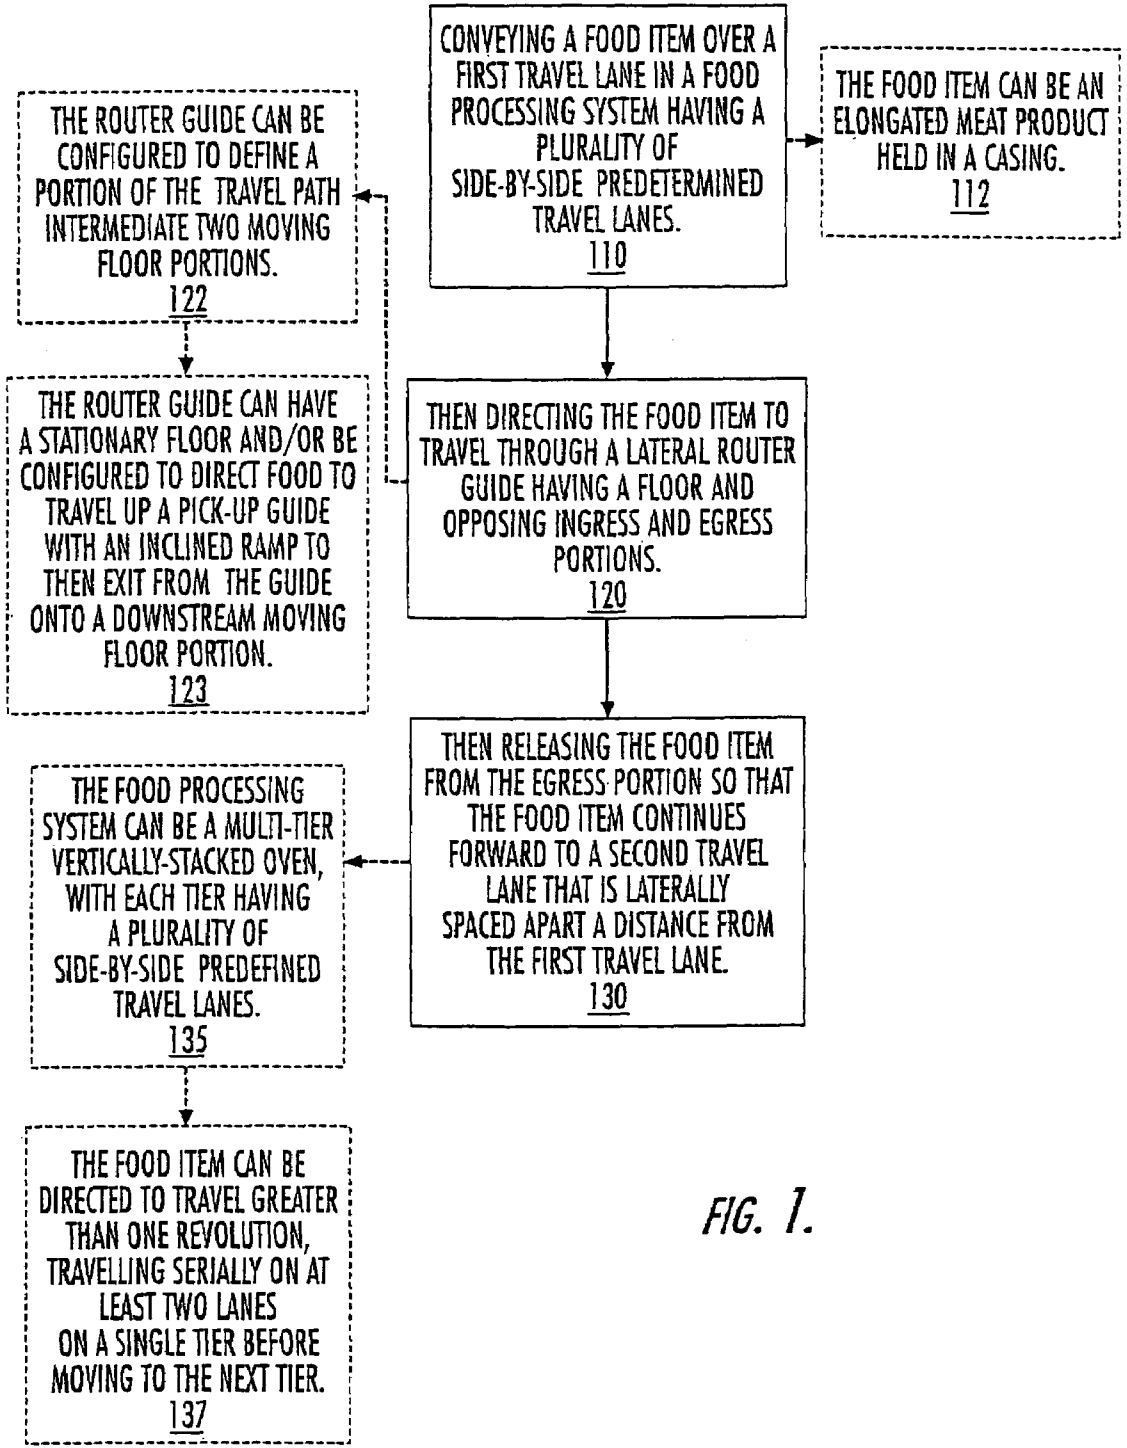 CONVEYING A FOOD ITEM OVER A
FIRST TRAVEL LANE IN A FOOD
PROCESSING SYSTEM HAVING A
PLURALITY OF
SIDE-BY-SIDE PREDETERMINED
TRAVEL LANES.
110
THE FOOD ITEM CAN BE AN
ELONGATED MEAT PRODUCT
HELD IN A CASING.
112
THE ROUTER GUIDE CAN BE
CONFIGURED TO DEFINE A
PORTION OF THE TRAVEL PATH
INTERMEDIATE TWO MOVING
FLOOR PORTIONS.
122
THE ROUTER GUIDE CAN HAVE
A STATIONARY FLOOR AND/OR BE
CONFIGURED TO DIRECT FOOD TO
TRAVEL UP A PICK-UP GUIDE
WITH AN INCLINED RAMP TO
THEN EXIT FROM THE GUIDE
ONTO A DOWNSTREAM MOVING
FLOOR PORTION.
123
THEN DIRECTING THE FOOD ITEM TO
TRAVEL THROUGH A LATERAL ROUTER
GUIDE HAVING A FLOOR AND
OPPOSING INGRESS AND EGRESS
PORTIONS.
120
THEN RELEASING THE FOOD ITEM
FROM THE EGRESS PORTION SO THAT
THE FOOD ITEM CONTINUES
FORWARD TO A SECOND TRAVEL
LANE THAT IS LATERALLY
SPACED APART A DISTANCE FROM
THE FIRST TRAVEL LANE.
130
THE FOOD PROCESSING
SYSTEM CAN BE A MULTI-TIER
VERTICALLY-STACKED OVEN,
WITH EACH TIER HAVING
A PLURALITY OF
SIDE-BY-SIDE PREDEFINED
TRAVEL LANES.
135
THE FOOD ITEM CAN BE
DIRECTED TO TRAVEL GREATER
THAN ONE REVOLUTION,
TRAVELLING SERIALLY ON AT
LEAST TWO LANES
ON A SINGLE TIER BEFORE
MOVING TO THE NEXT TIER.
137
FIG. 1.